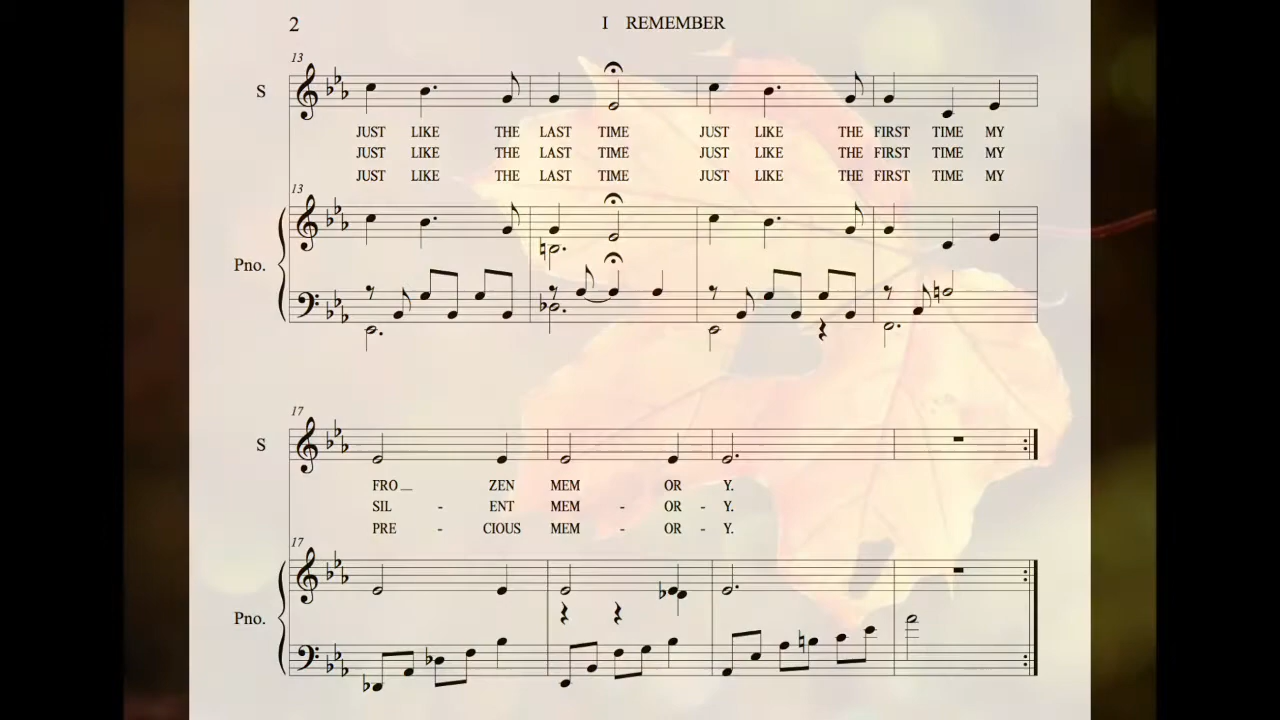 2 I REMEMBER
13
S
JUST LIKE THE LAST TIME JUST LIKE THE FIRST TIME MY
JUST LIKE THE LAST TIME JUST LIKE THE FIRST TIME MY
JUST LIKE THE LAST TIME JUST LIKE THE FIRST TIME MY
13
Pno.
17
S
FRO __ ZEN MEM OR Y.
SIL - ENT MEM - OR - Y.
PRE - CIOUS MEM - OR - Y.
17
Pno.